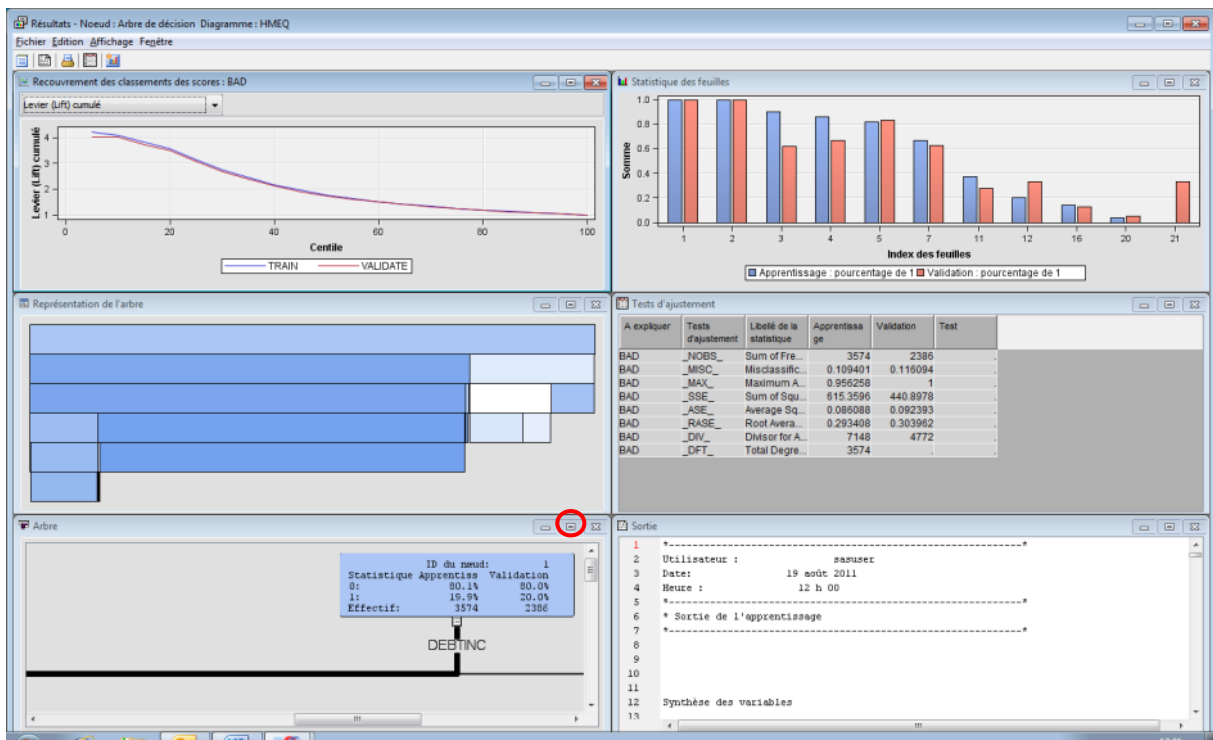 Résultats - Noeud : Arbre de décision Diagramme : HMEQ
Fichier Edition Affichage Fenêtre
Recouvrement des classements des scores : BAD
Levier (Lift) cumulé
Levier (Lift) cumulé
4
3
2
1
0 20 40 60 80 100
Centile
TRAIN VALIDATE
Statistique des feuilles
Somme
1.0
0.8
0.6
0.4
0.2
0.0
1 2 3 4 5 7 11 12 16 20 21
Index des feuilles
Apprentissage : pourcentage de 1 Validation : pourcentage de 1
Représentation de l'arbre
Tests d'ajustement
A expliquer Tests d'ajustement Libellé de la statistique Apprentissage Validation Test
BAD _NOBS_ Sum of Fre... 3574 2386 .
BAD _MISC_ Misclassific... 0.109401 0.116094 .
BAD _MAX_ Maximum A... 0.956258 1 .
BAD _SSE_ Sum of Squ... 615.3596 440.8978 .
BAD _ASE_ Average Sq... 0.086088 0.092393 .
BAD _RASE_ Root Avera... 0.293408 0.303962 .
BAD _DIV_ Divisor for A... 7148 4772 .
BAD _DFT_ Total Degre... 3574 . .
Arbre
ID du nœud: 1
Statistique Apprentiss Validation
0: 80.1% 80.0%
1: 19.9% 20.0%
Effectif: 3574 2386
DEBTINC
Sortie
1 *------------------------------------------------------------*
2 Utilisateur : sasuser
3 Date: 19 août 2011
4 Heure : 12 h 00
5 *------------------------------------------------------------*
6 * Sortie de l'apprentissage
7 *------------------------------------------------------------*
8
9
10
11
12 Synthèse des variables
13